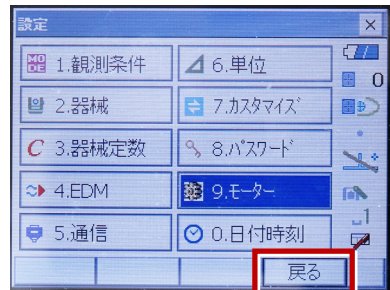 設定
MODE 1.観測条件
2.器械
C 3.器械定数
4.EDM
5.通信
6.単位
7.カスタマイズ
8.パスワード
9.モーター
0.日付時刻
0
1
戻る